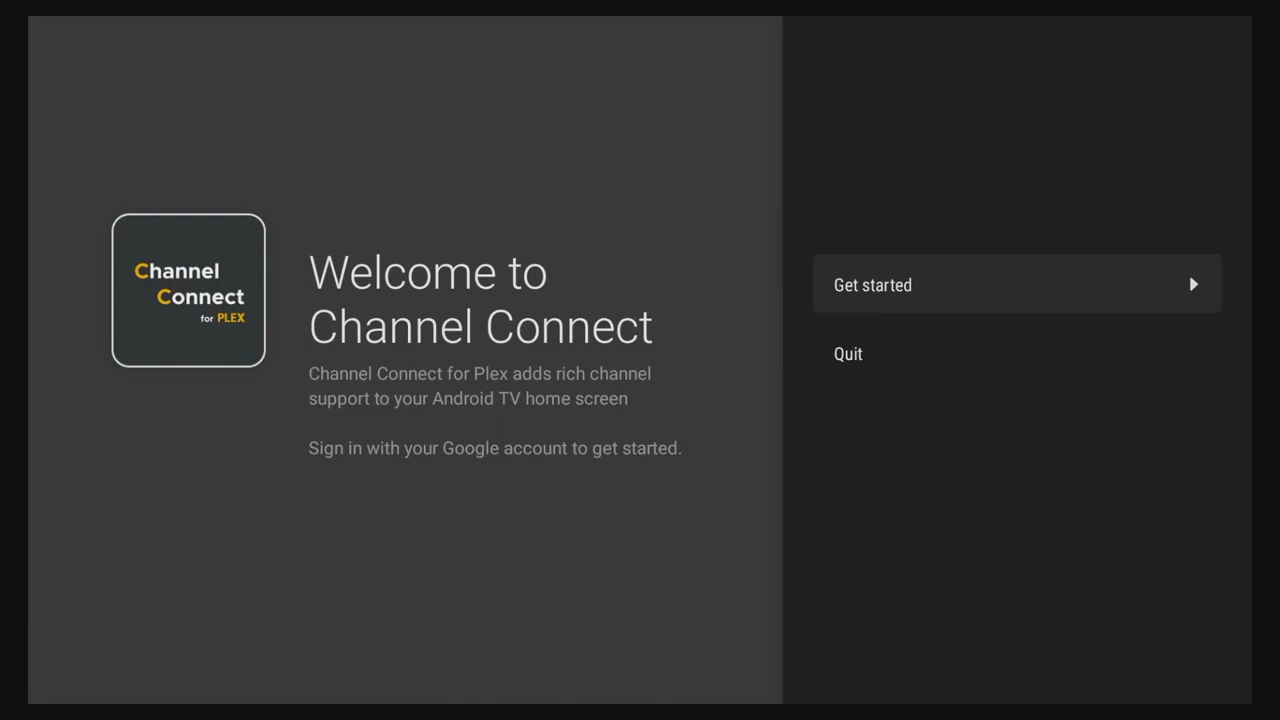 Channel
Connect
for PLEX
Welcome to
Channel Connect
Channel Connect for Plex adds rich channel
support to your Android TV home screen
Sign in with your Google account to get started.
Get started
Quit